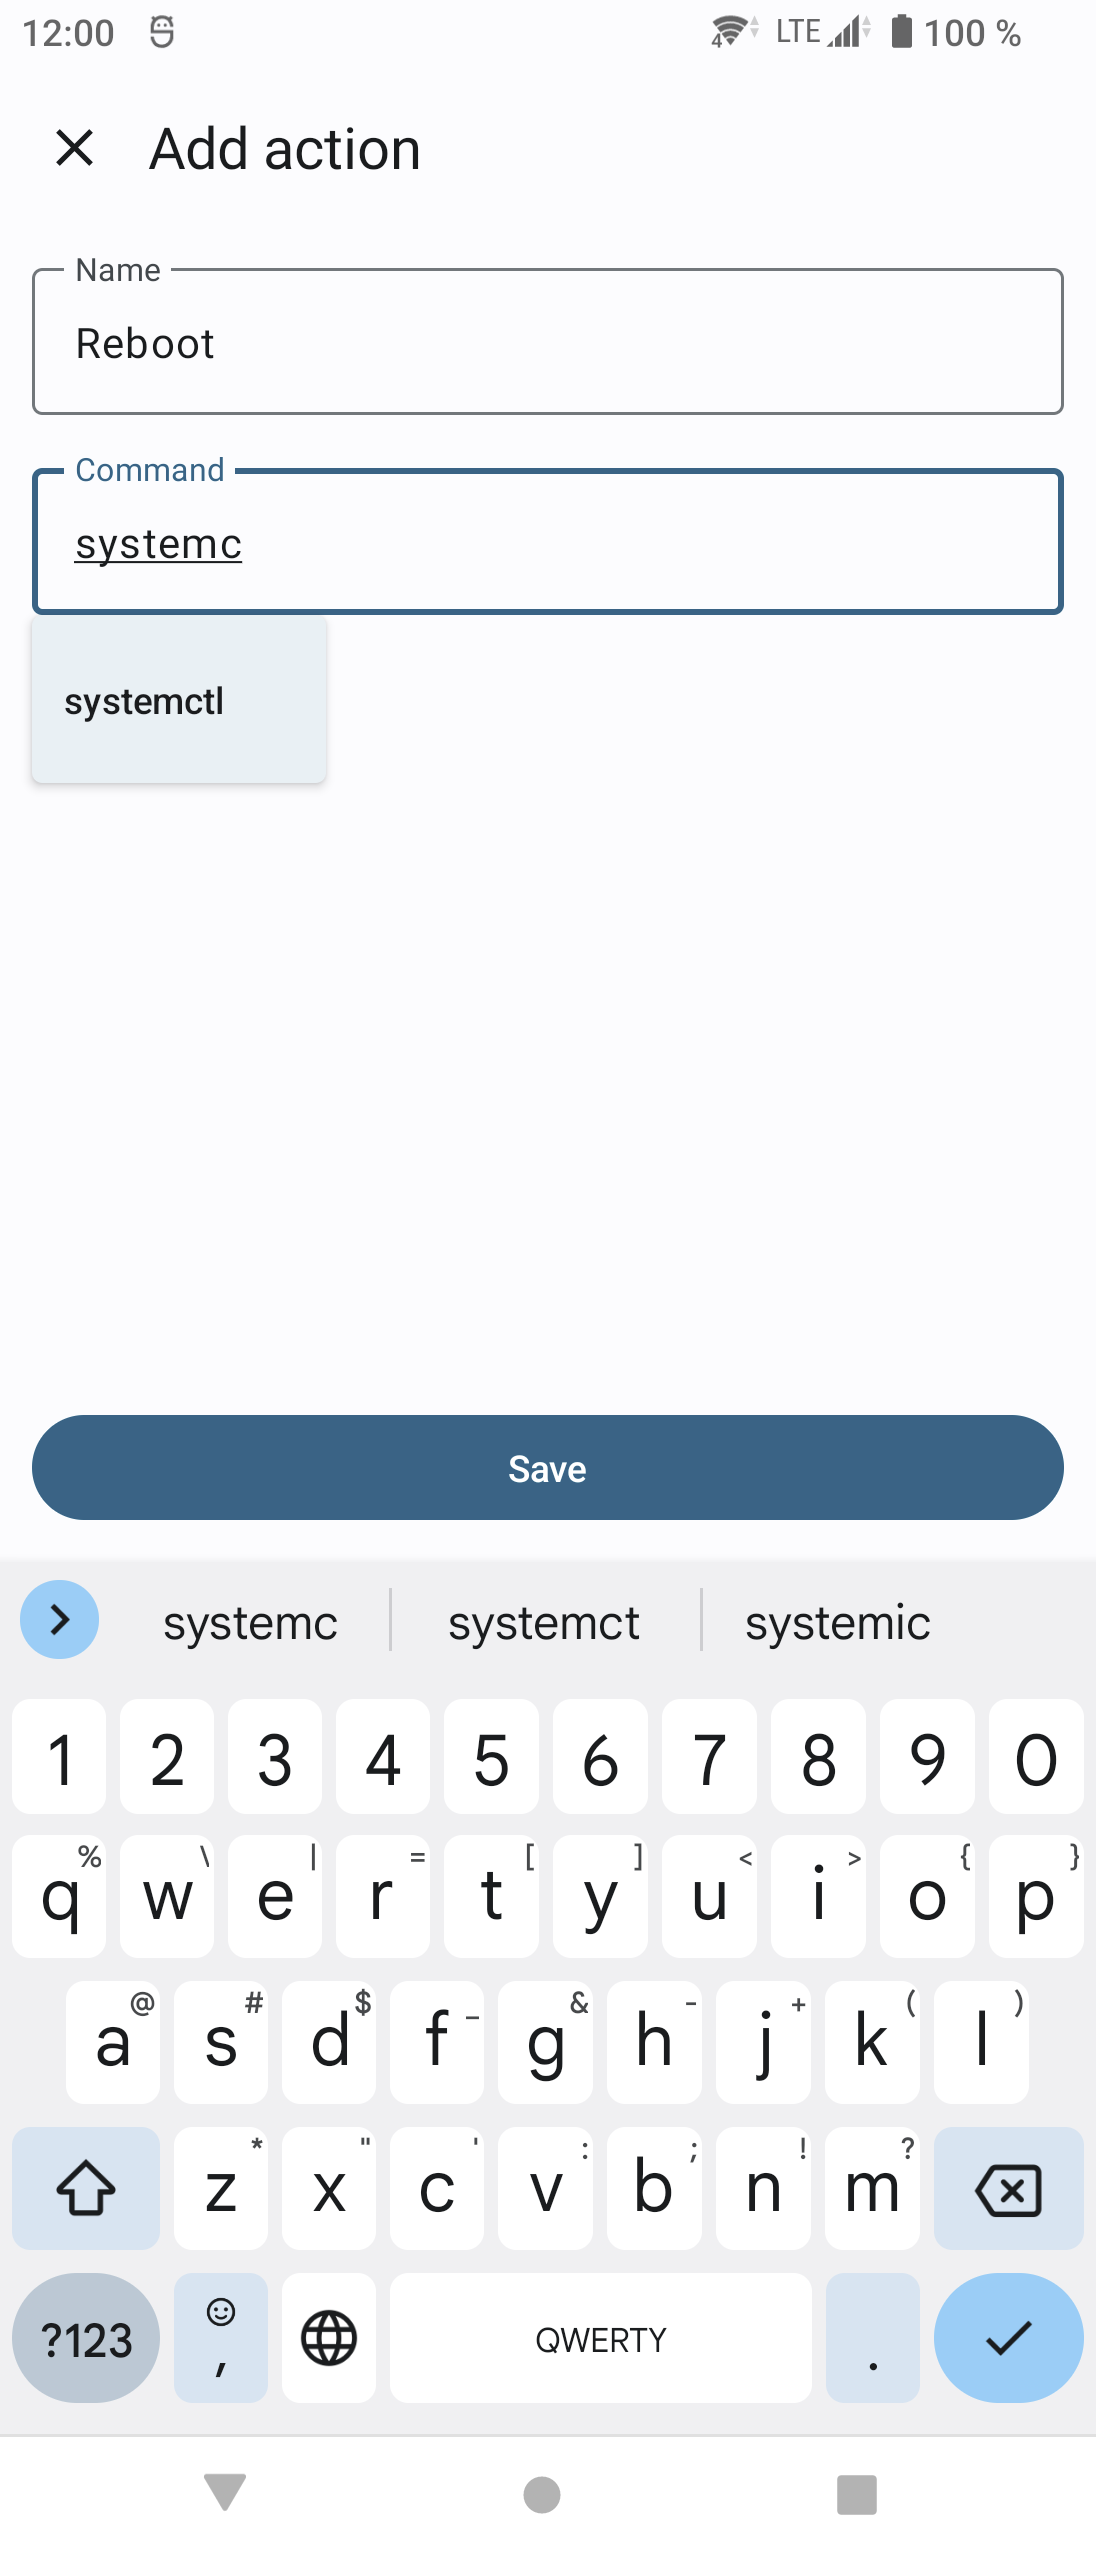 12:00 4 LTE 100 %
Add action
Name
Reboot
Command
systemc
systemctl
Save
systemc systemct systemic
1 2 3 4 5 6 7 8 9 0
% \ | = [ ] < > { }
q w e r t y u i o p
@ # $ _ & - + ( )
a s d f g h j k l
* " ' : ; ! ?
z x c v b n m
?123 , QWERTY .